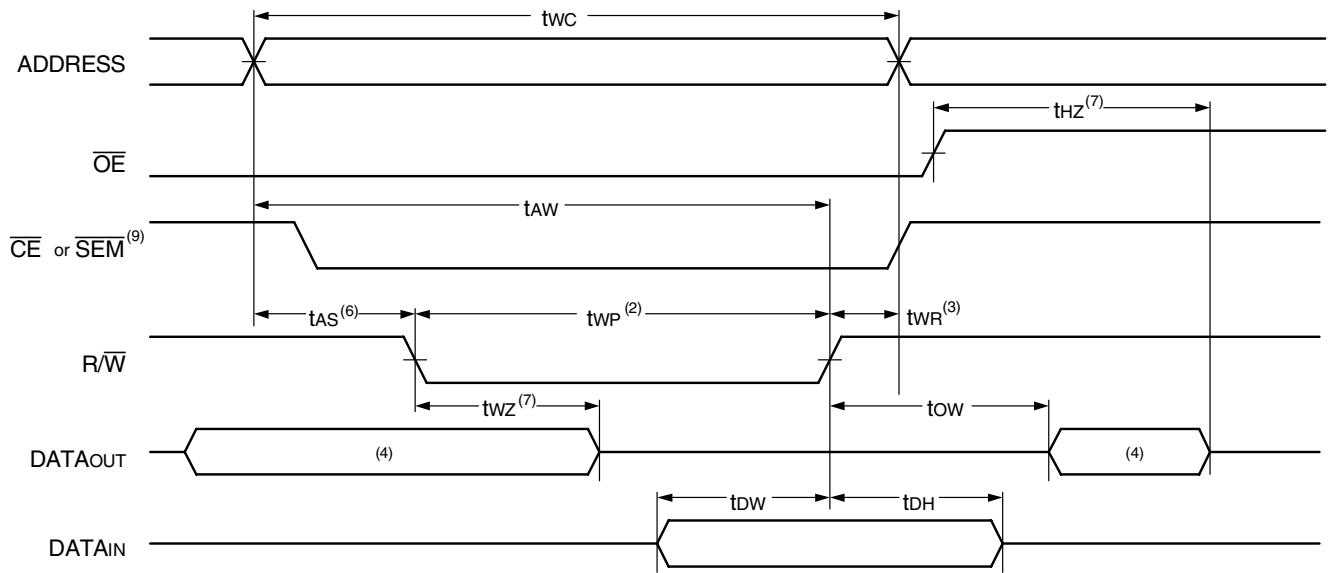 tWC
ADDRESS
tHZ(7)
OE
tAW
CE or SEM(9)
tAS(6) tWP(2) tWR(3)
R/W
tWZ(7) tOW
DATAOUT (4) (4)
tDW tDH
DATAIN